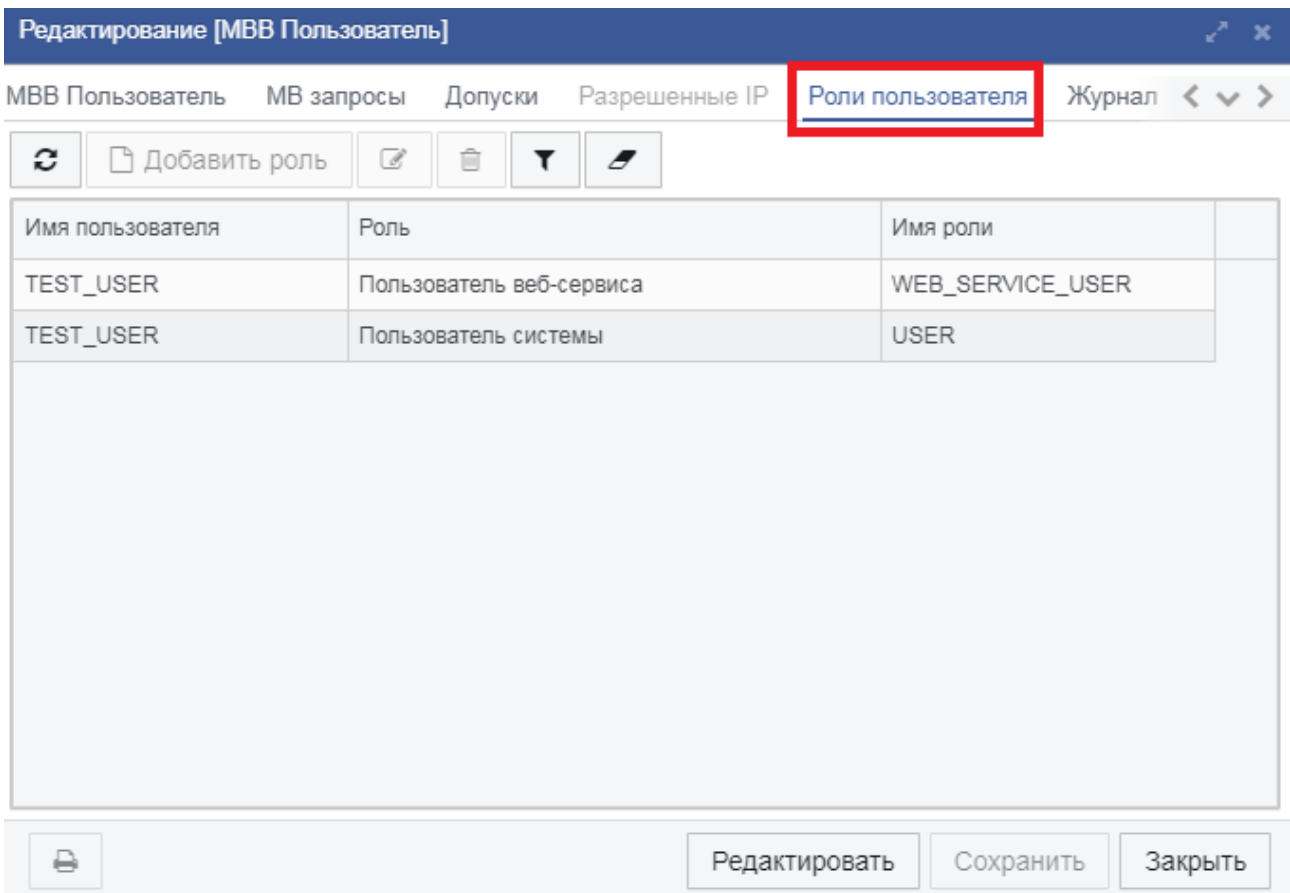 Редактирование [МВВ Пользователь]
МВВ Пользователь МВ запросы Допуски Разрешенные IP Роли пользователя Журнал
Добавить роль
Имя пользователя Роль Имя роли
TEST_USER Пользователь веб-сервиса WEB_SERVICE_USER
TEST_USER Пользователь системы USER
Редактировать Сохранить Закрыть